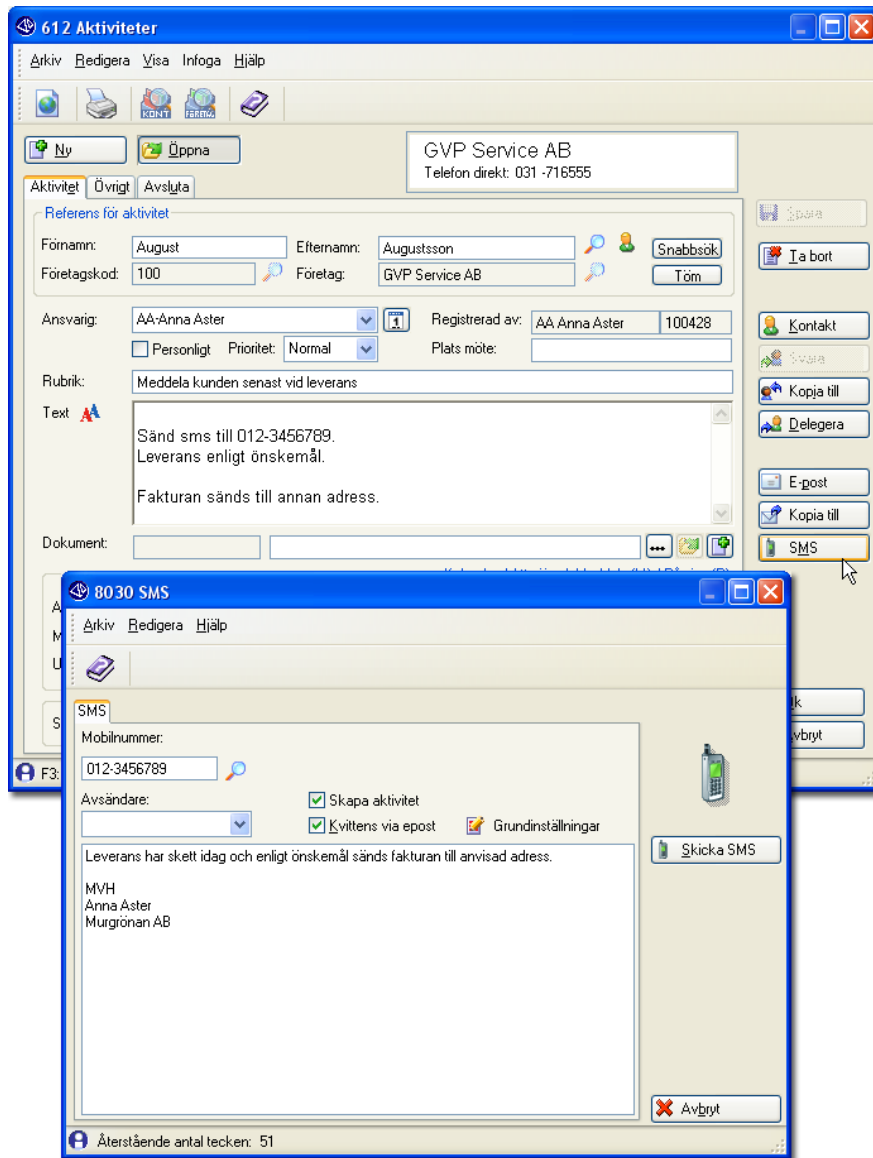 612 Aktiviteter
Arkiv Redigera Visa Infoga Hjälp
KONT
Ny Öppna
GVP Service AB
Telefon direkt: 031 -716555
Aktivitet Övrigt Avsluta
Spara
Referens för aktivitet
Förnamn: August Efternamn: Augustsson Snabbsök
Ta bort
Företagskod: 100 Företag: GVP Service AB Töm
Ansvarig: AA-Anna Aster 1 Registrerad av: AA Anna Aster 100428
Kontakt
Personligt Prioritet: Normal Plats möte:
Svara
Rubrik: Meddela kunden senast vid leverans
Kopja till
Text
Delegera
Sänd sms till 012-3456789.
Leverans enligt önskemål.
E-post
Fakturan sänds till annan adress.
Kopia till
Dokument: ...
SMS
8030 SMS
Arkiv Redigera Hjälp
SMS
Mobilnummer:
012-3456789
Avsändare: Skapa aktivitet
Kvittens via epost Grundinställningar
Leverans har skett idag och enligt önskemål sänds fakturan till anvisad adress.
Skicka SMS
MVH
Anna Aster
Murgrönan AB
Avbryt
Återstående antal tecken: 51
F3: